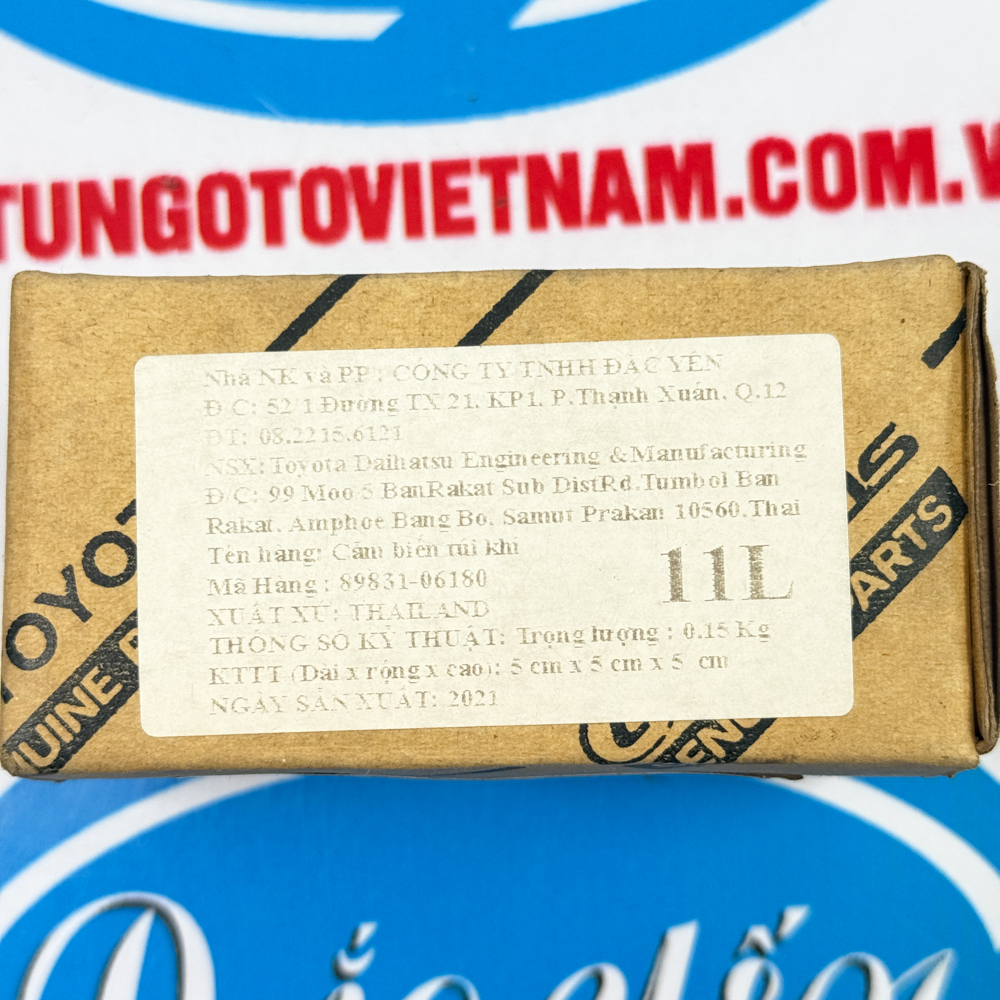 TUNGOTOVIETNAM.COM.V
Nhà NK và PP : CÔNG TY TNHH ĐẮC YẾN
Đ/C: 52/1 Đường TX 21, KP1, P.Thạnh Xuân, Q.12
ĐT: 08.2215.6121
NSX: Toyota Daihatsu Engineering &Manufacturing
Đ/C: 99 Moo 5 BanRakat Sub DistRd.Tumbol Ban
Rakat, Amphoe Bang Bo, Samut Prakan 10560.Thai
Tên hàng: Cảm biến túi khí
Mã Hàng : 89831-06180
11L
XUẤT XỨ: THAILAND
THÔNG SỐ KỸ THUẬT: Trọng lượng : 0.15 Kg
KTTT (Dài x rộng x cao): 5 cm x 5 cm x 5 cm
NGÀY SẢN XUẤT: 2021
TOYOT
NUINE P
PARTS
GEN